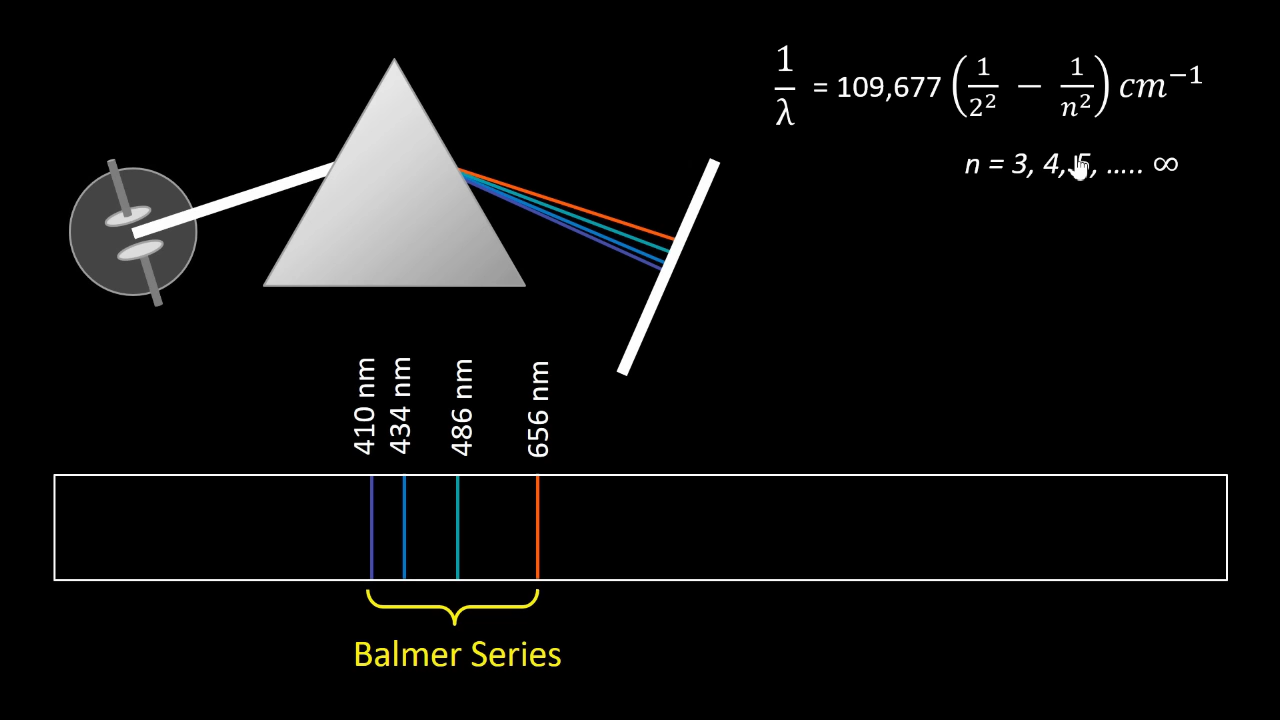 1/λ = 109,677 (1/2² − 1/n²) cm⁻¹
n = 3, 4, 5, ..... ∞
410 nm
434 nm
486 nm
656 nm
Balmer Series